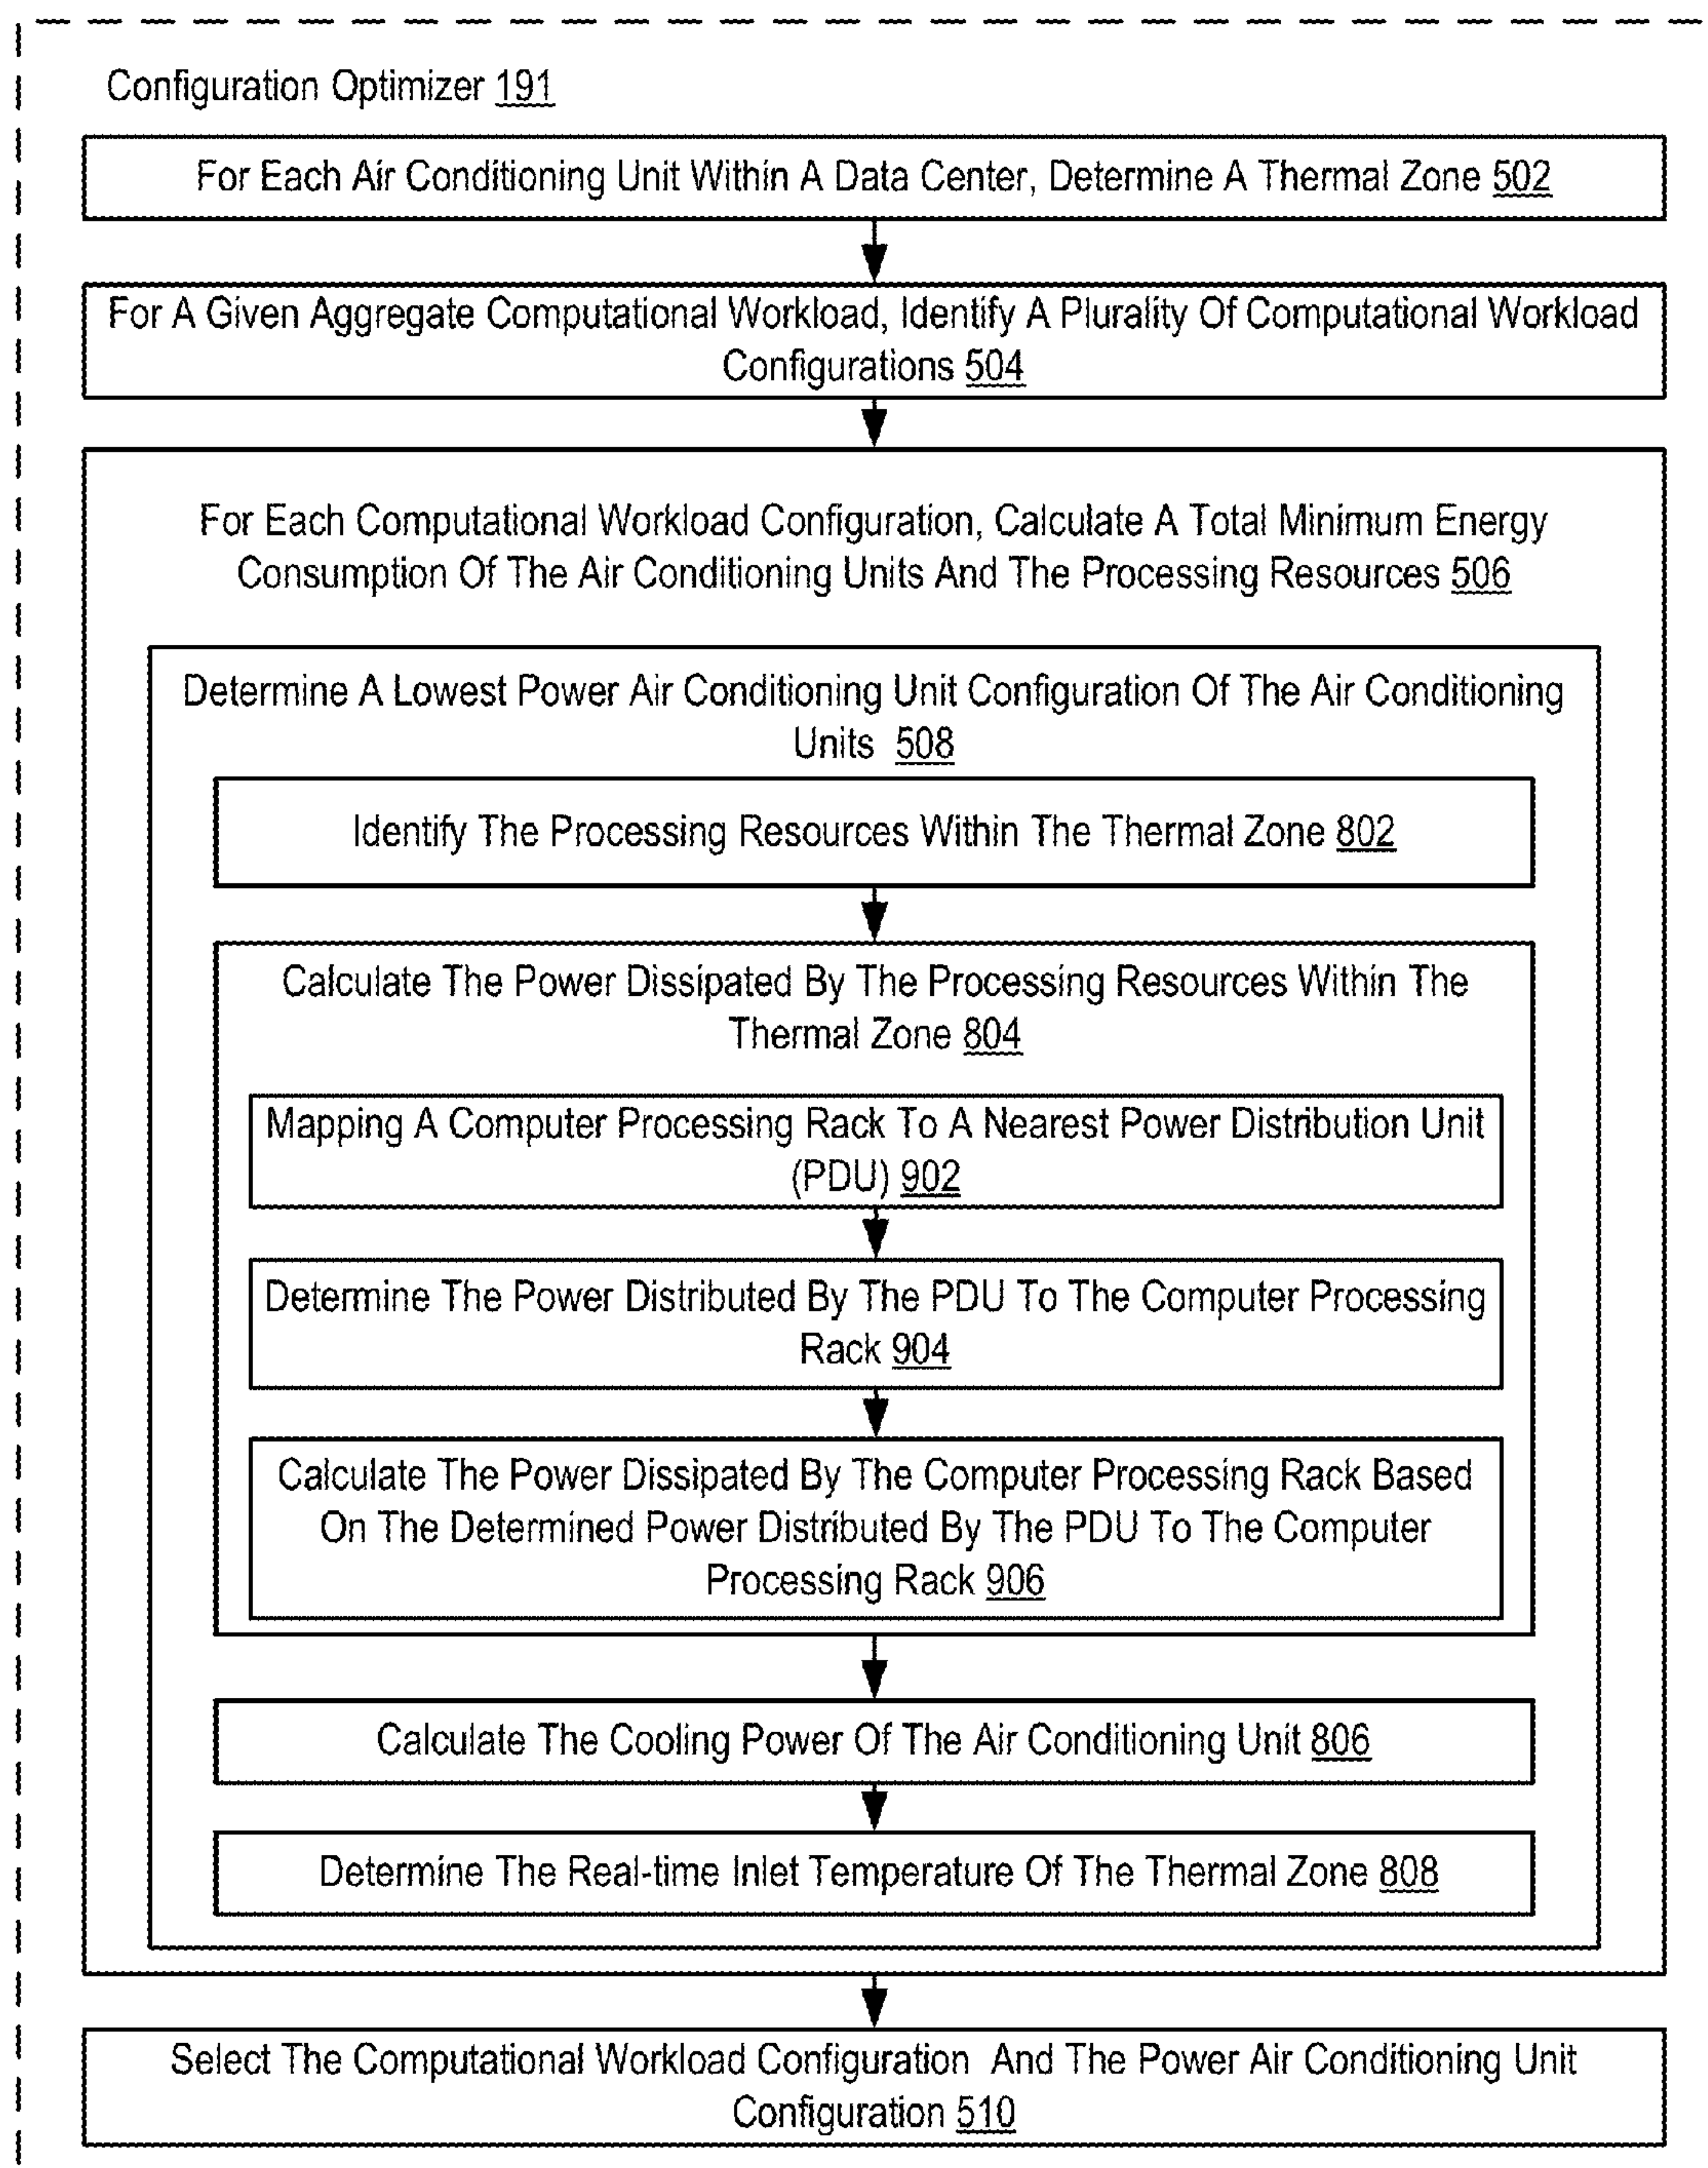 Configuration Optimizer 191
For Each Air Conditioning Unit Within A Data Center, Determine A Thermal Zone 502
For A Given Aggregate Computational Workload, Identify A Plurality Of Computational Workload
Configurations 504
For Each Computational Workload Configuration, Calculate A Total Minimum Energy
Consumption Of The Air Conditioning Units And The Processing Resources 506
Determine A Lowest Power Air Conditioning Unit Configuration Of The Air Conditioning
Units 508
Identify The Processing Resources Within The Thermal Zone 802
Calculate The Power Dissipated By The Processing Resources Within The
Thermal Zone 804
Mapping A Computer Processing Rack To A Nearest Power Distribution Unit
(PDU) 902
Determine The Power Distributed By The PDU To The Computer Processing
Rack 904
Calculate The Power Dissipated By The Computer Processing Rack Based
On The Determined Power Distributed By The PDU To The Computer
Processing Rack 906
Calculate The Cooling Power Of The Air Conditioning Unit 806
Determine The Real-time Inlet Temperature Of The Thermal Zone 808
Select The Computational Workload Configuration And The Power Air Conditioning Unit
Configuration 510